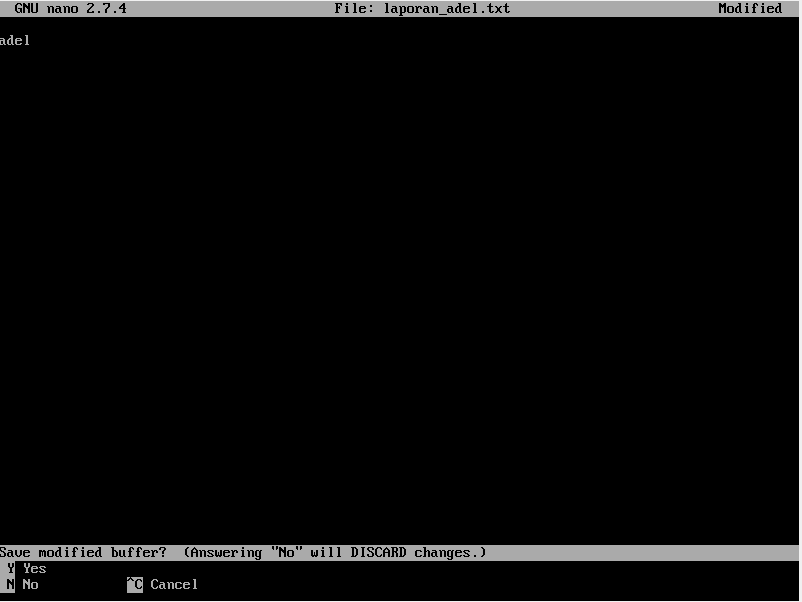 GNU nano 2.7.4 File: laporan_adel.txt Modified
adel
Save modified buffer? (Answering "No" will DISCARD changes.)
Y Yes
N No ^C Cancel